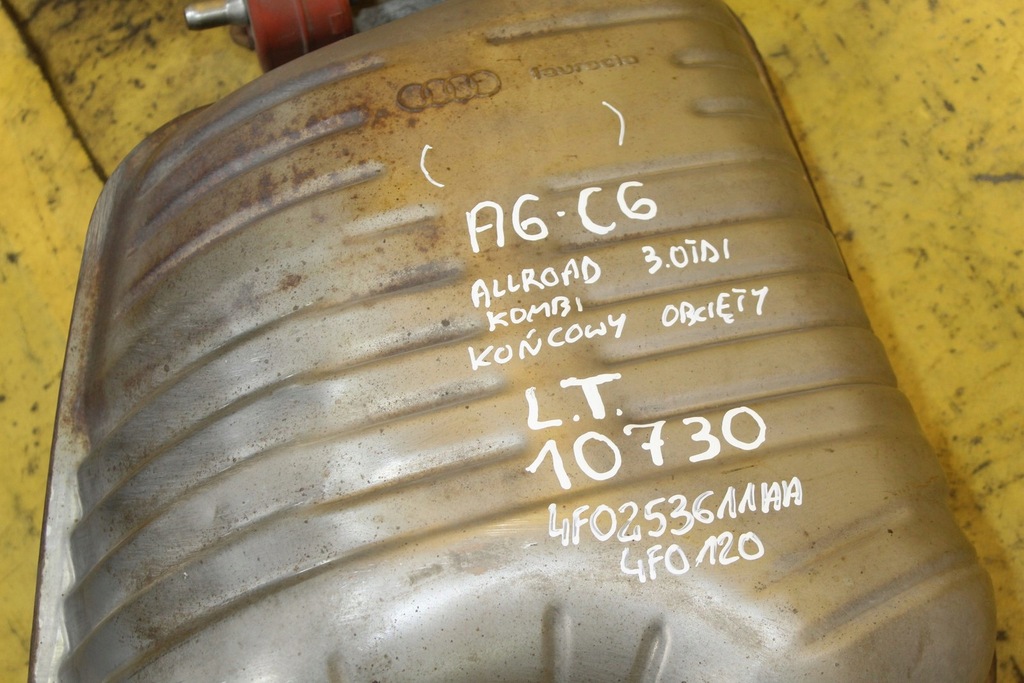 faurecia
A6·C6
ALLROAD 3.0TDI
KOMBI
KOŃCOWY OBCIĘTY
L.T.
10730
4F0253611AA
4F0120